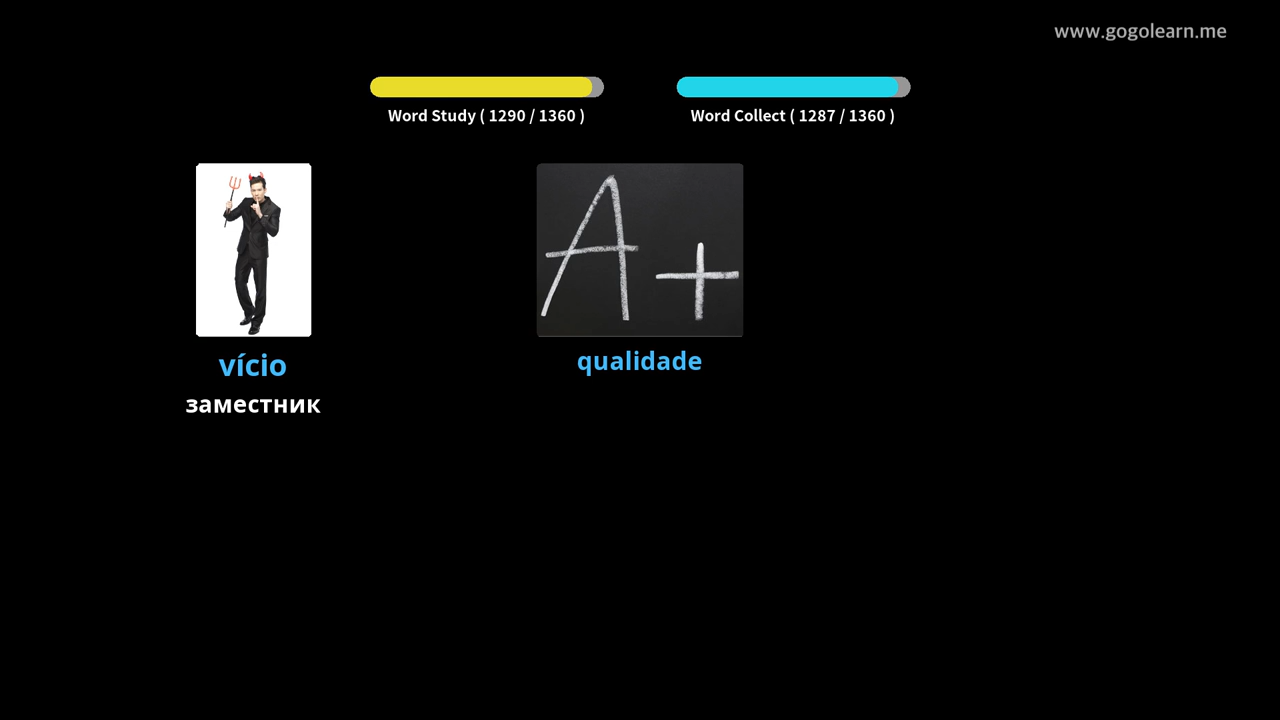 www.gogolearn.me
Word Study ( 1290 / 1360 )
Word Collect ( 1287 / 1360 )
A+
vício
qualidade
заместник